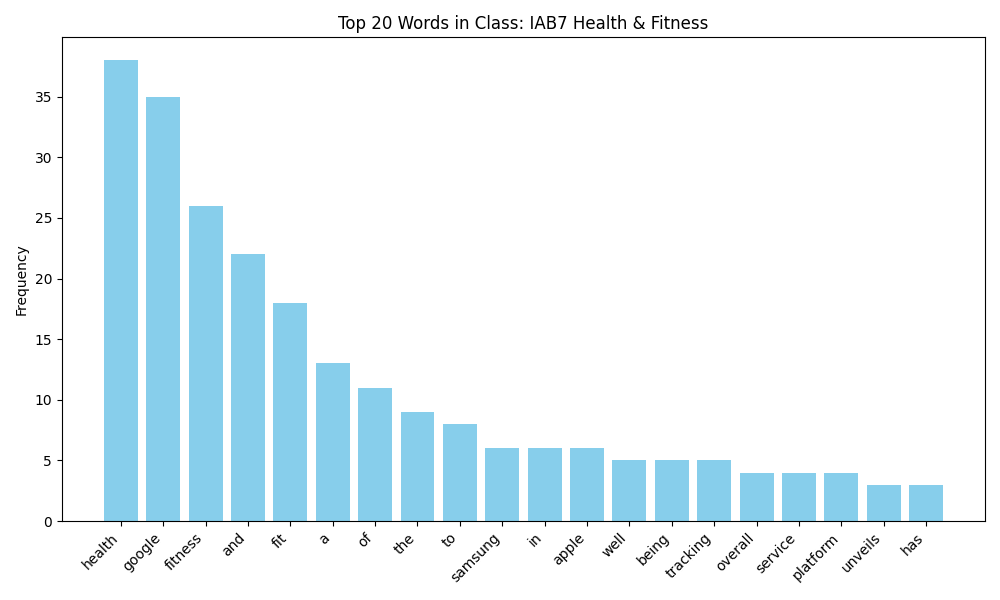 Top 20 Words in Class: IAB7 Health & Fitness
Frequency
35
30
25
20
15
10
5
0
health
google
fitness
and
fit
a
of
the
to
samsung
in
apple
well
being
tracking
overall
service
platform
unveils
has